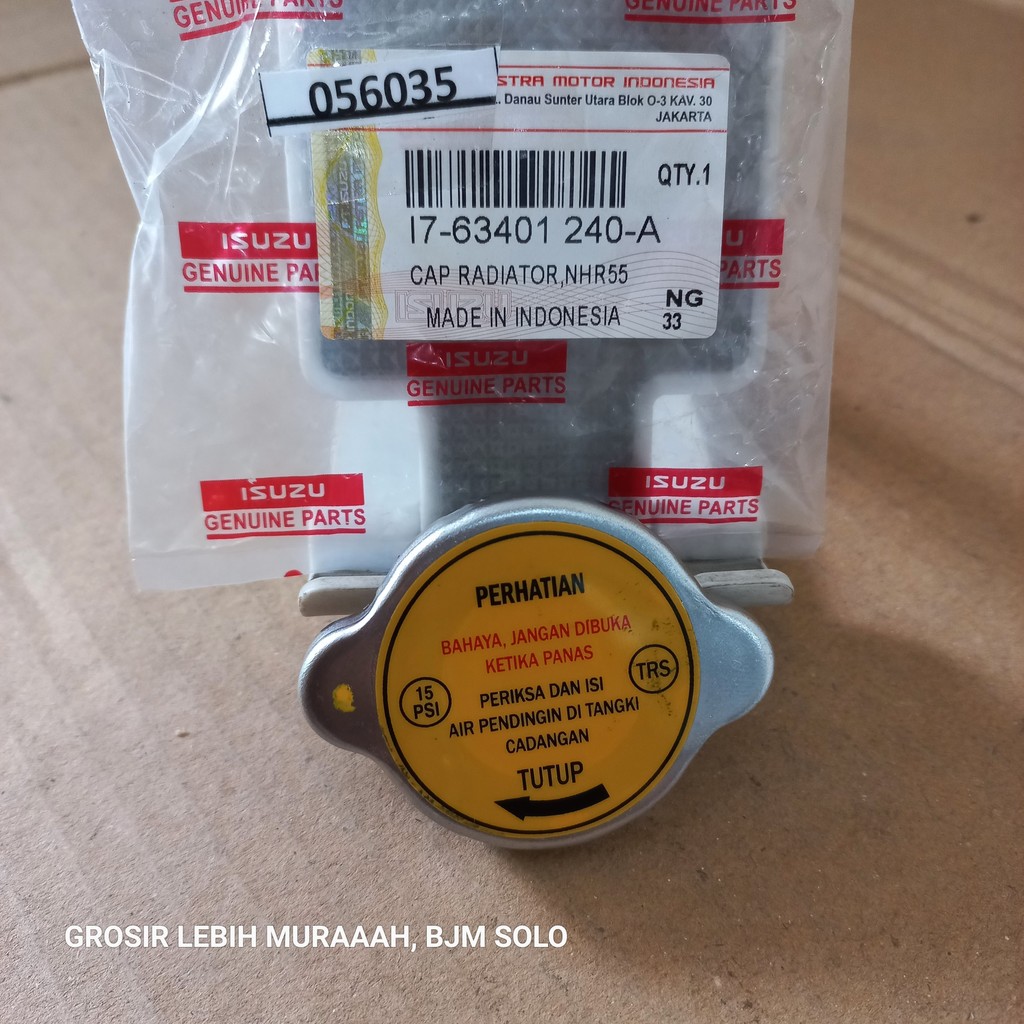 GENUINE PARTS
GENUINE PARTS
056035
STRA MOTOR INDONESIA
. Danau Sunter Utara Blok O-3 KAV. 30
JAKARTA
QTY.1
I7-63401 240-A
CAP RADIATOR,NHR55
MADE IN INDONESIA
NG
33
ISUZU
GENUINE PAR
U
PARTS
ISUZU
GENUINE PARTS
ISUZU
GENUINE PARTS
ISUZU
GENUINE PARTS
PERHATIAN
BAHAYA, JANGAN DIBUKA
KETIKA PANAS
15
PSI
TRS
PERIKSA DAN ISI
AIR PENDINGIN DI TANGKI
CADANGAN
TUTUP
GROSIR LEBIH MURAAAH, BJM SOLO